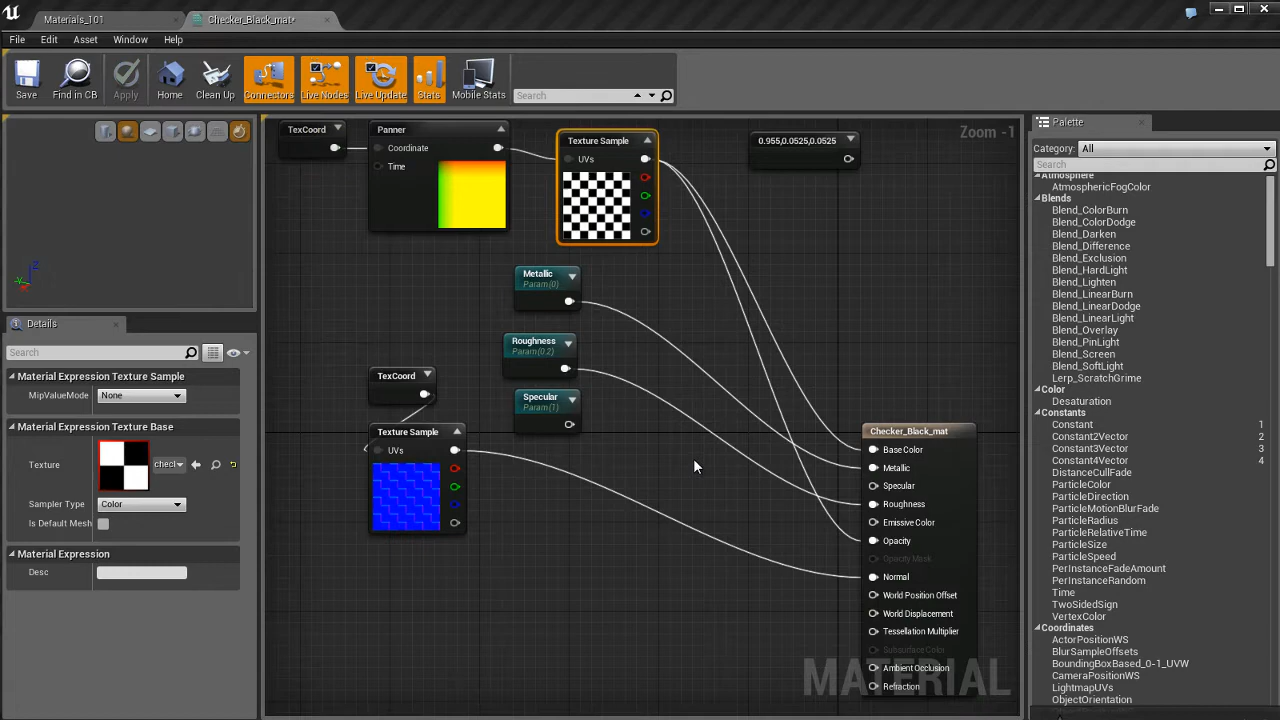 Materials_101
Checker_Black_mat*
File Edit Asset Window Help
Save Find in CB Apply Home Clean Up Connectors Live Nodes Live Update Stats Mobile Stats
Search
TexCoord
Panner
Coordinate
Time
Texture Sample
UVs
0.955,0.0525,0.0525
Zoom -1
Metallic
Param(0)
Roughness
Param(0.2)
Specular
Param(1)
TexCoord
Texture Sample
UVs
Checker_Black_mat
Base Color
Metallic
Specular
Roughness
Emissive Color
Opacity
Opacity Mask
Normal
World Position Offset
World Displacement
Tessellation Multiplier
Subsurface Color
Ambient Occlusion
Refraction
MATERIAL
Z
Y
Details
Search
Material Expression Texture Sample
MipValueMode None
Material Expression Texture Base
Texture
Sampler Type Color
Is Default Mesh
Material Expression
Desc
Palette
Category: All
Search
Atmosphere
AtmosphericFogColor
Blends
Blend_ColorBurn
Blend_ColorDodge
Blend_Darken
Blend_Difference
Blend_Exclusion
Blend_HardLight
Blend_Lighten
Blend_LinearBurn
Blend_LinearDodge
Blend_LinearLight
Blend_Overlay
Blend_PinLight
Blend_Screen
Blend_SoftLight
Lerp_ScratchGrime
Color
Desaturation
Constants
Constant 1
Constant2Vector 2
Constant3Vector 3
Constant4Vector 4
DistanceCullFade
ParticleColor
ParticleDirection
ParticleMotionBlurFade
ParticleRadius
ParticleRelativeTime
ParticleSize
ParticleSpeed
PerInstanceFadeAmount
PerInstanceRandom
Time
TwoSidedSign
VertexColor
Coordinates
ActorPositionWS
BlurSampleOffsets
BoundingBoxBased_0-1_UVW
CameraPositionWS
LightmapUVs
ObjectOrientation